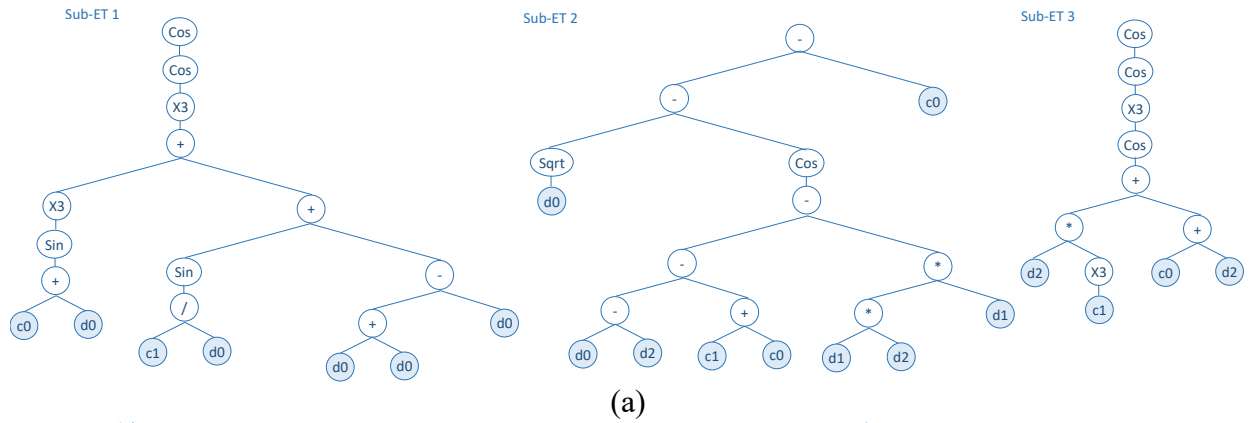 Sub-ET 1 Sub-ET 2 Sub-ET 3
Cos - Cos
Cos - c0 Cos
X3 X3
+ Sqrt Cos Cos
X3 + d0 - +
Sin Sin - - * * +
+ / + d0 - + * d1 d2 X3 c0 d2
c0 d0 c1 d0 d0 d0 d0 d2 c1 c0 d1 d2 c1
(a)